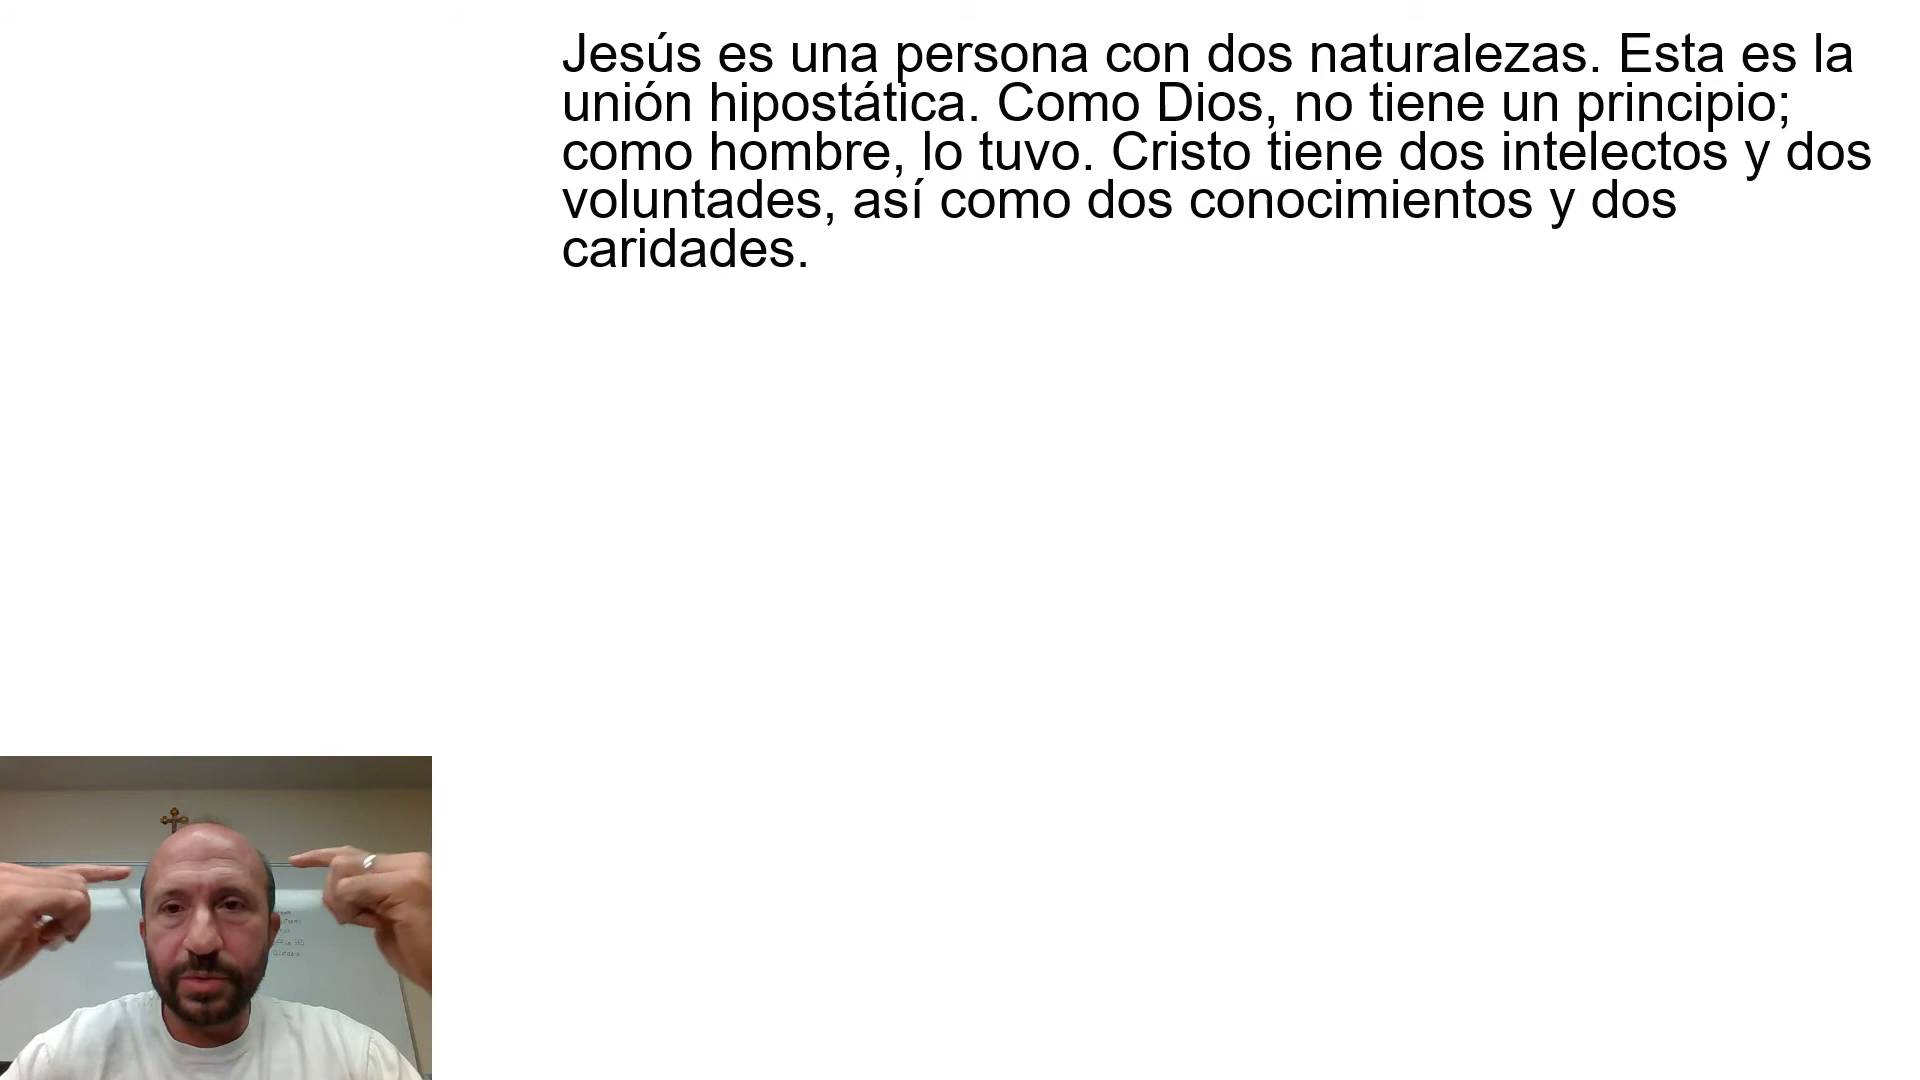 Jesús es una persona con dos naturalezas. Esta es la
unión hipostática. Como Dios, no tiene un principio;
como hombre, lo tuvo. Cristo tiene dos intelectos y dos
voluntades, así como dos conocimientos y dos
caridades.